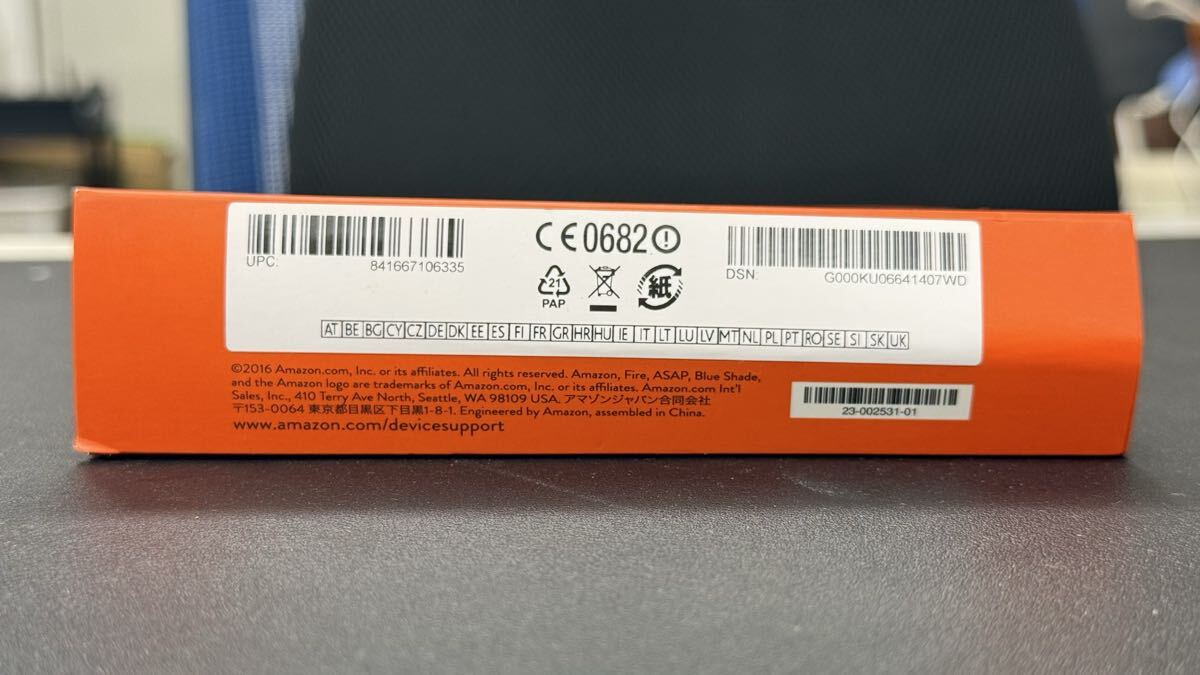 UPC: 841667106335
CE0682
DSN: G000KU06641407WD
21
PAP
紙
AT BE BG CY CZ DE DK EE ES FI FR GR HR HU IE IT LT LU LV MT NL PL PT RO SE SI SK UK
©2016 Amazon.com, Inc. or its affiliates. All rights reserved. Amazon, Fire, ASAP, Blue Shade,
and the Amazon logo are trademarks of Amazon.com, Inc. or its affiliates. Amazon.com Int'l
Sales, Inc., 410 Terry Ave North, Seattle, WA 98109 USA. アマゾンジャパン合同会社
〒153-0064 東京都目黒区下目黒1-8-1. Engineered by Amazon, assembled in China.
www.amazon.com/devicesupport
23-002531-01